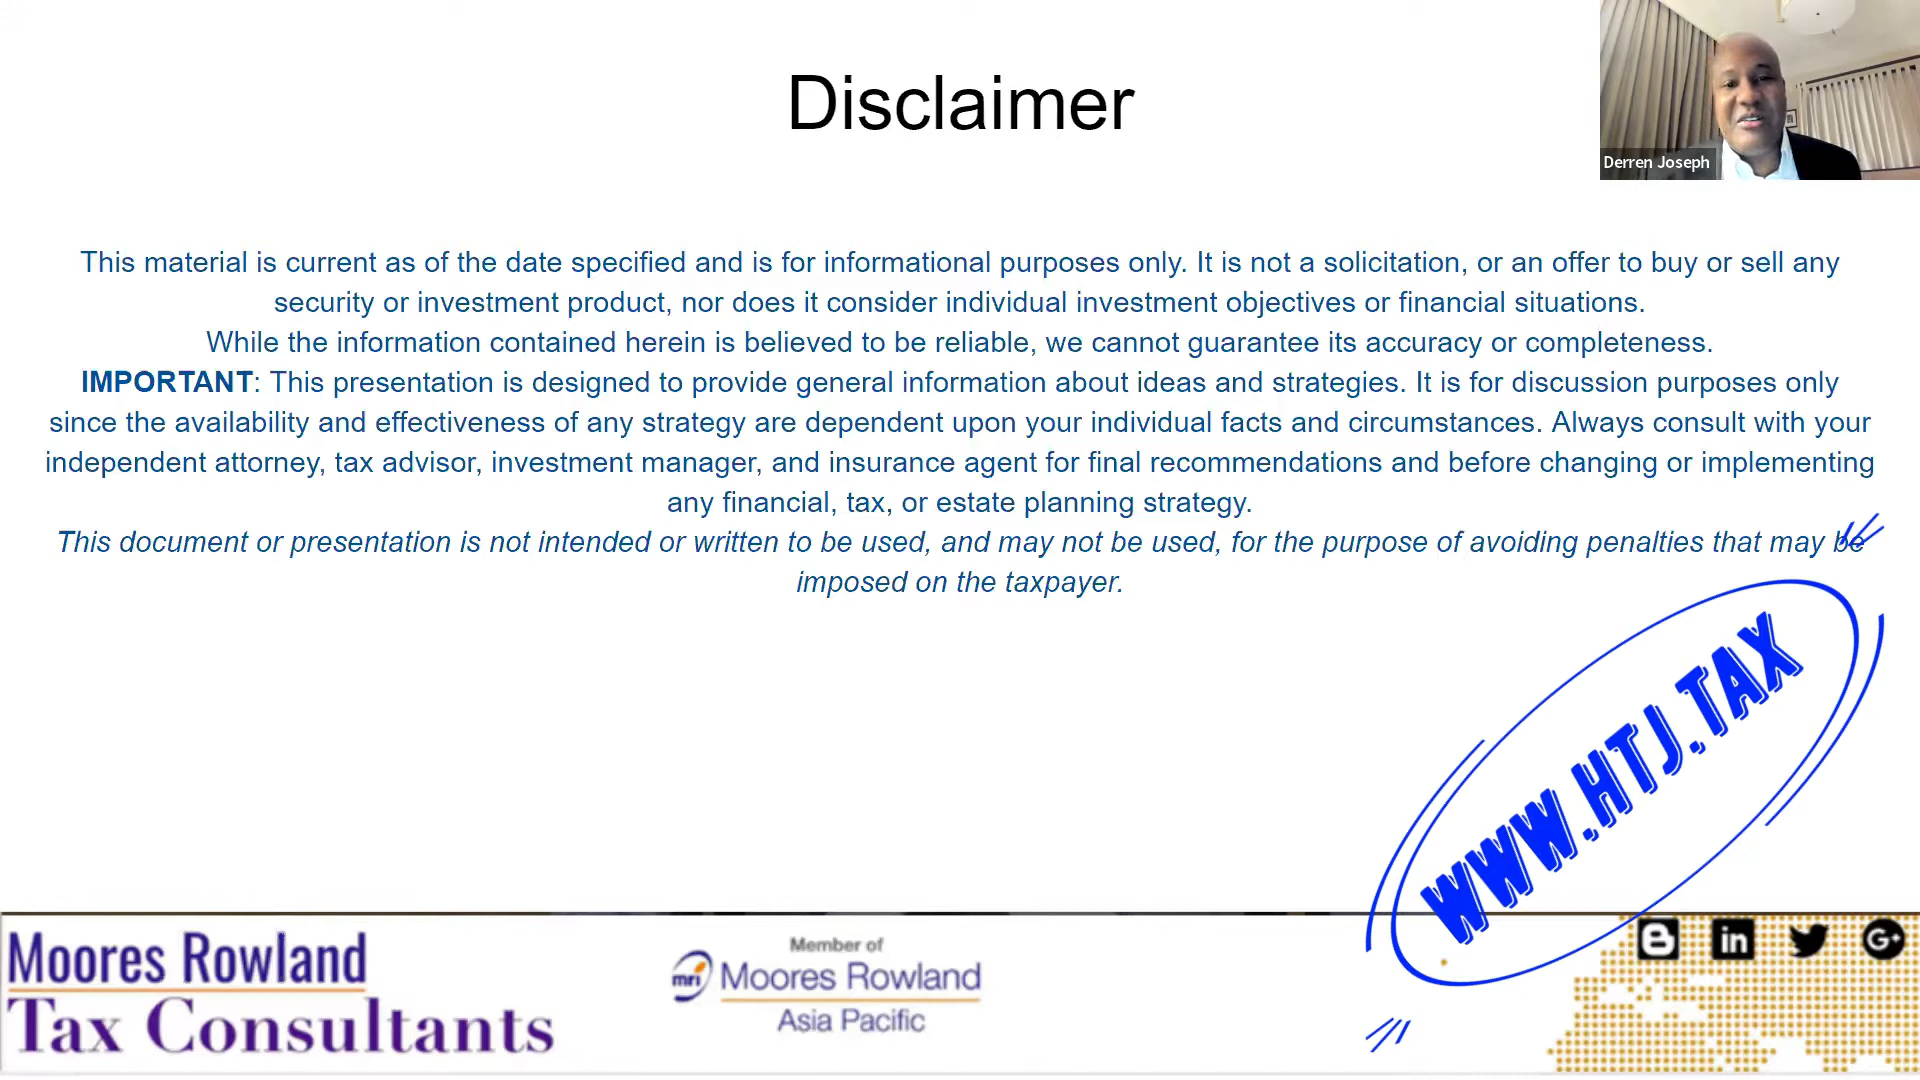 Disclaimer
Derren Joseph
This material is current as of the date specified and is for informational purposes only. It is not a solicitation, or an offer to buy or sell any
security or investment product, nor does it consider individual investment objectives or financial situations.
While the information contained herein is believed to be reliable, we cannot guarantee its accuracy or completeness.
IMPORTANT: This presentation is designed to provide general information about ideas and strategies. It is for discussion purposes only
since the availability and effectiveness of any strategy are dependent upon your individual facts and circumstances. Always consult with your
independent attorney, tax advisor, investment manager, and insurance agent for final recommendations and before changing or implementing
any financial, tax, or estate planning strategy.
This document or presentation is not intended or written to be used, and may not be used, for the purpose of avoiding penalties that may be
imposed on the taxpayer.
WWW.HTJ.TAX
Moores Rowland
Tax Consultants
Member of
mri Moores Rowland
Asia Pacific
in
G+